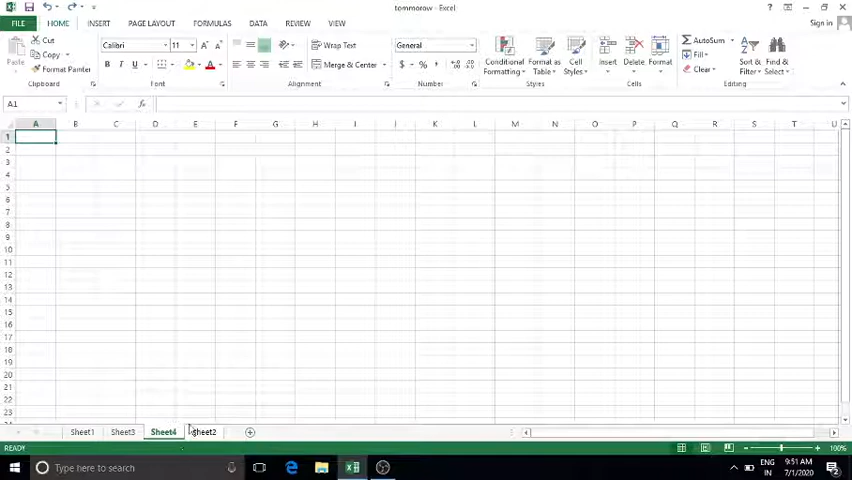 tommorow - Excel
? 
FILE HOME INSERT PAGE LAYOUT FORMULAS DATA REVIEW VIEW Sign in
Cut
Copy
Format Painter
Paste
Clipboard
Calibri 11
B I U
Font
Wrap Text
Merge & Center
Alignment
General
$ % ,
Number
Conditional Formatting
Format as Table
Cell Styles
Styles
Insert Delete Format
Cells
AutoSum
Fill
Clear
Sort & Filter
Find & Select
Editing
A1 fx
A B C D E F G H I J K L M N O P Q R S T U
1
2
3
4
5
6
7
8
9
10
11
12
13
14
15
16
17
18
19
20
21
22
23
Sheet1 Sheet3 Sheet4 Sheet2
READY 100%
Type here to search
ENG 9:51 AM
IN 7/1/2020 2